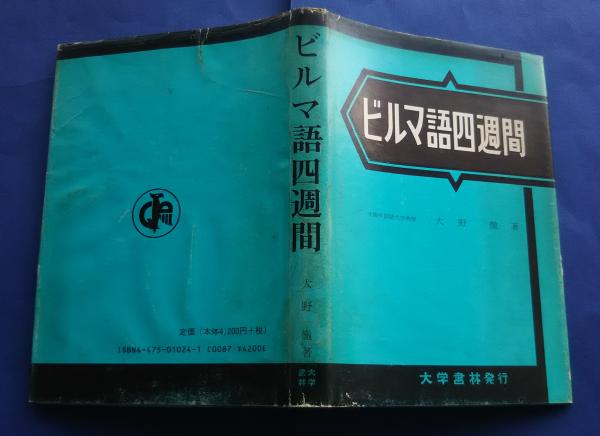 ビルマ語四週間
大阪外国語大学教授 大野 徹 著
大学書林発行
ビルマ語四週間
大野 徹 著
大学
書林
定価(本体4,200円+税)
ISBN4-475-01024-1 C0087 ¥4200E